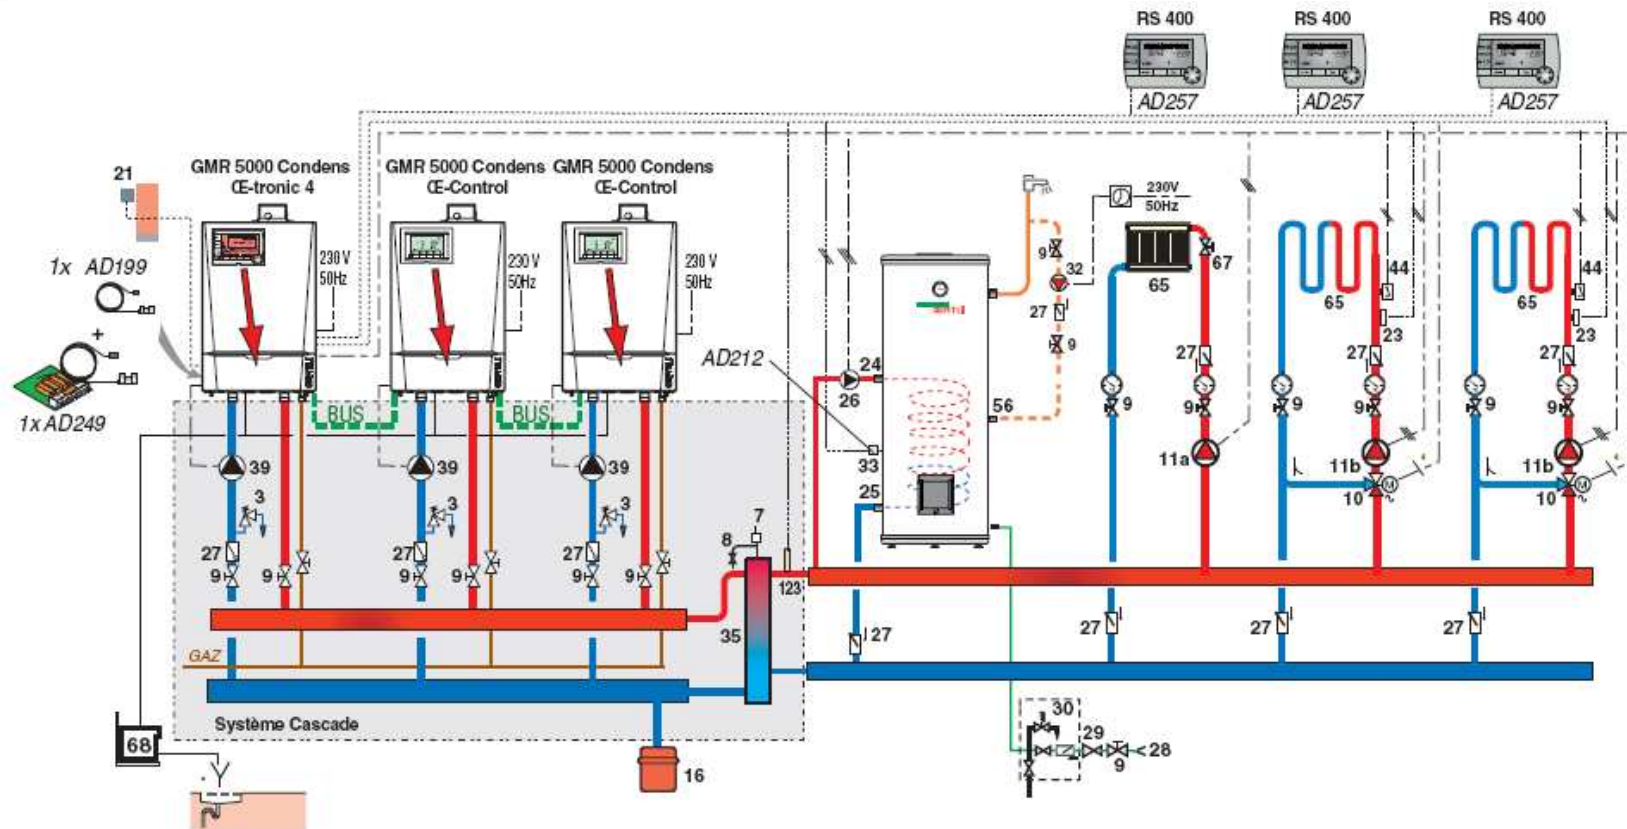 RS 400
RS 400
RS 400
AD257
AD257
AD257
GMR 5000 Condens
Œ-tronic 4
GMR 5000 Condens
Œ-Control
GMR 5000 Condens
Œ-Control
21
1x AD199
+
1x AD249
230 V
50Hz
230 V
50Hz
230 V
50Hz
230V
50Hz
9
32
27
9
65
67
65
44
23
65
44
23
AD212
24
26
56
33
25
27
9
9
27
9
9
27
9
9
11a
11b
10
M
11b
10
M
BUS
BUS
39
39
39
3
3
3
27
9
9
27
9
9
27
9
9
7
8
123
35
27
27
27
27
GAZ
Système Cascade
68
16
30
29
9
28